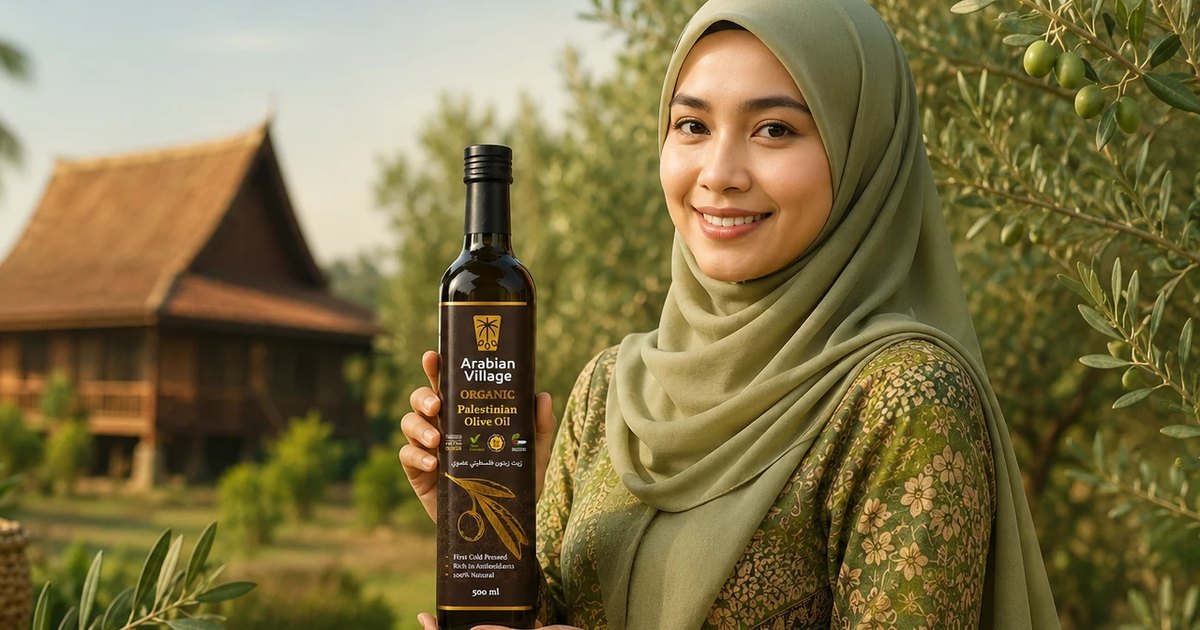 Arabian
Village
ORGANIC
Palestinian
Olive Oil
زيت زيتون فلسطيني عضوي
First Cold Pressed
Rich in Antioxidants
100% Natural
500 ml